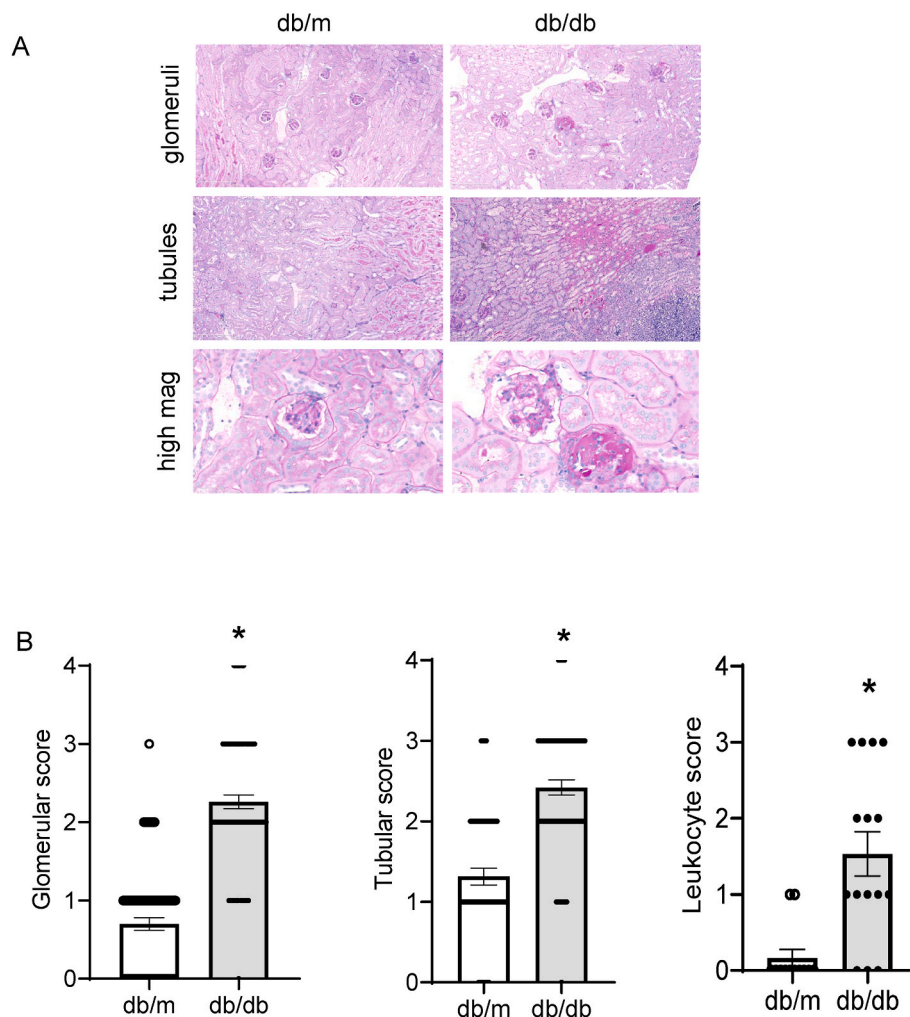 A
db/m
db/db
glomeruli
tubules
high mag
B
*
*
*
Glomerular score
4
3
2
1
0
db/m
db/db
Tubular score
4
3
2
1
0
db/m
db/db
Leukocyte score
4
3
2
1
0
db/m
db/db